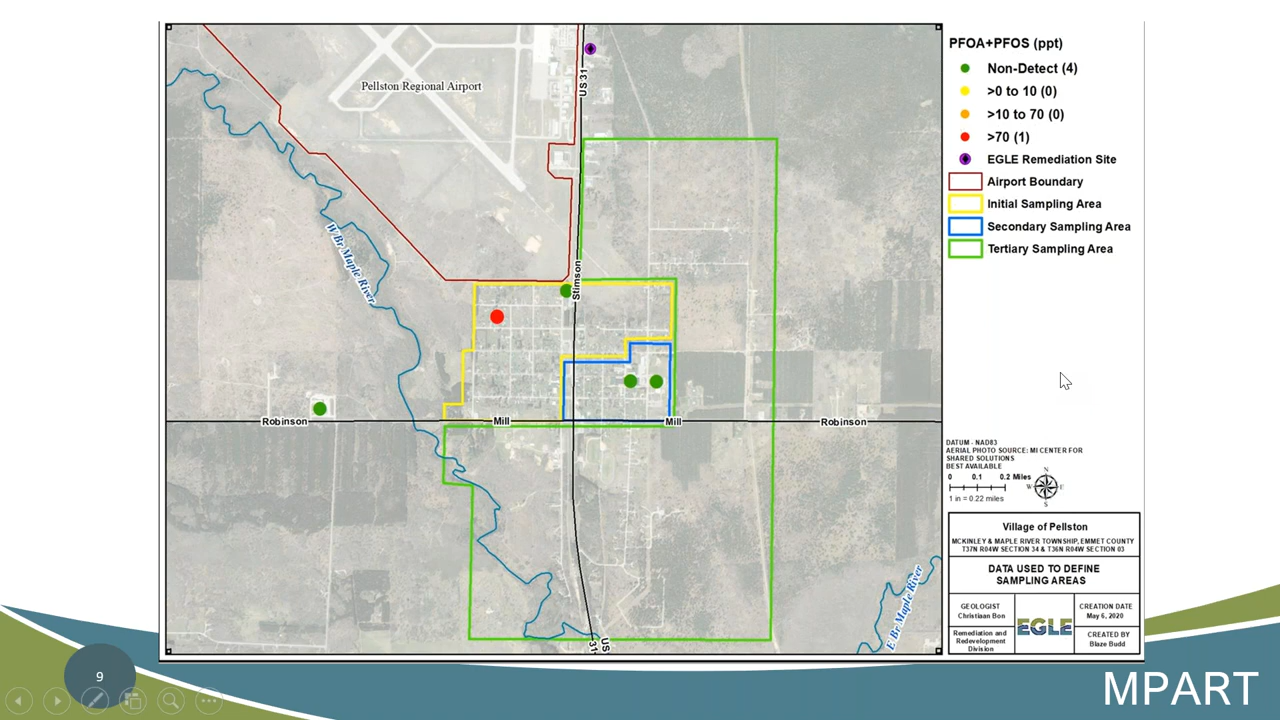 Pellston Regional Airport
US 31
W Br Maple River
Stimson
Robinson
Mill
Mill
Robinson
US
31
E Br Maple River
PFOA+PFOS (ppt)
Non-Detect (4)
>0 to 10 (0)
>10 to 70 (0)
>70 (1)
EGLE Remediation Site
Airport Boundary
Initial Sampling Area
Secondary Sampling Area
Tertiary Sampling Area
DATUM - NAD83
AERIAL PHOTO SOURCE: MI CENTER FOR
SHARED SOLUTIONS
BEST AVAILABLE
0 0.1 0.2 Miles
1 in = 0.22 miles
N
W E
S
Village of Pellston
MCKINLEY & MAPLE RIVER TOWNSHIP, EMMET COUNTY
T37N R04W SECTION 34 & T36N R04W SECTION 03
DATA USED TO DEFINE
SAMPLING AREAS
GEOLOGIST
Christiaan Bon
Remediation and
Redevelopment
Division
EGLE
CREATION DATE
May 6, 2020
CREATED BY
Blaze Budd
9
MPART